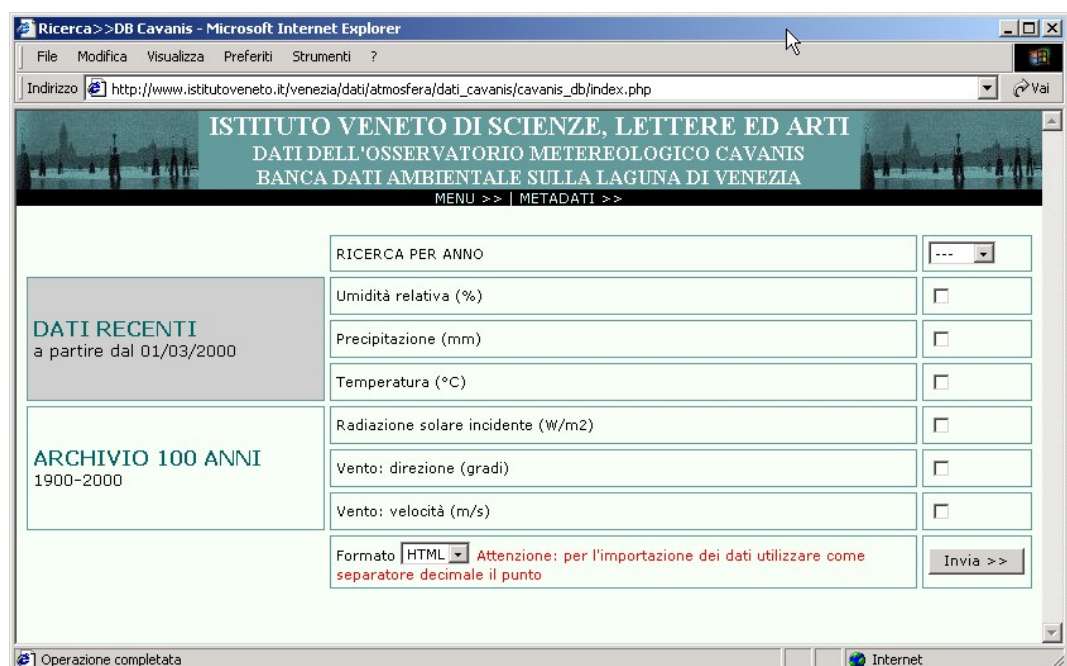 Ricerca>>DB Cavanis - Microsoft Internet Explorer
File Modifica Visualizza Preferiti Strumenti ?
Indirizzo http://www.istitutoveneto.it/venezia/dati/atmosfera/dati_cavanis/cavanis_db/index.php Vai
ISTITUTO VENETO DI SCIENZE, LETTERE ED ARTI
DATI DELL'OSSERVATORIO METEREOLOGICO CAVANIS
BANCA DATI AMBIENTALE SULLA LAGUNA DI VENEZIA
MENU >> | METADATI >>
RICERCA PER ANNO ---
DATI RECENTI
a partire dal 01/03/2000
Umidità relativa (%)
Precipitazione (mm)
Temperatura (°C)
ARCHIVIO 100 ANNI
1900-2000
Radiazione solare incidente (W/m2)
Vento: direzione (gradi)
Vento: velocità (m/s)
Formato HTML Attenzione: per l'importazione dei dati utilizzare come
separatore decimale il punto
Invia >>
Operazione completata Internet